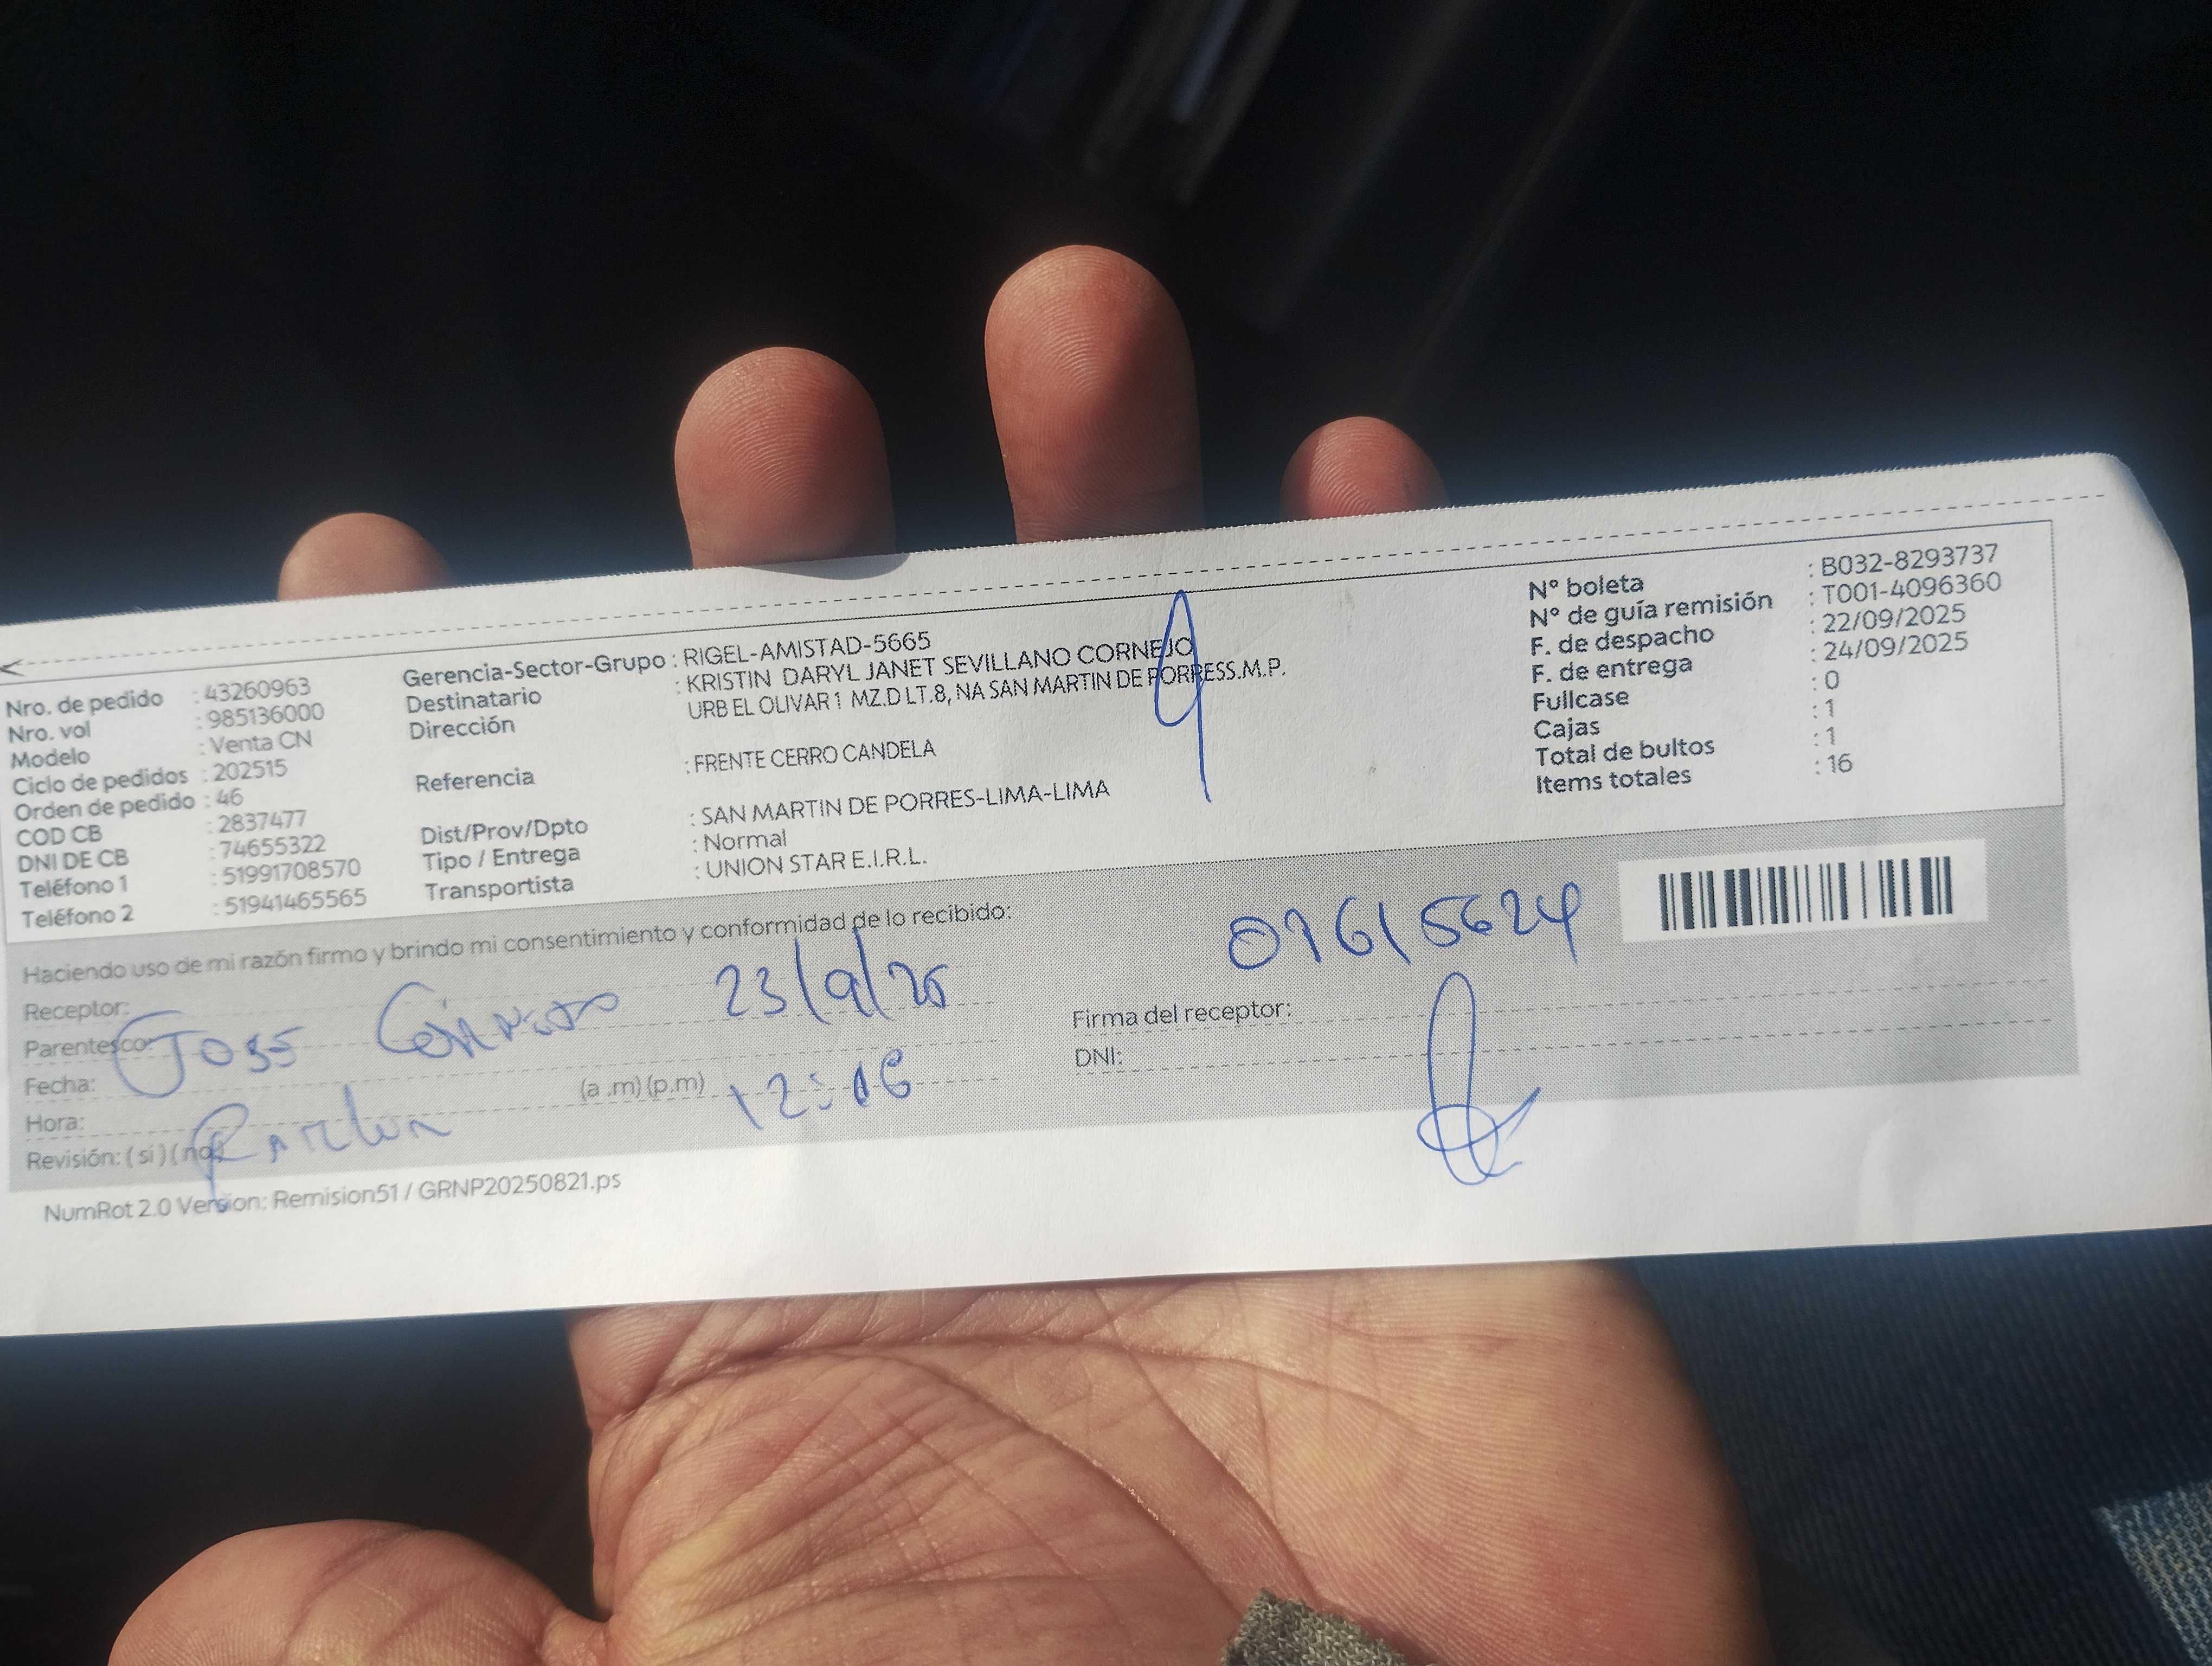 Nro. de pedido : 43260963
Nro. vol : 985136000
Modelo : Venta CN
Ciclo de pedidos : 202515
Orden de pedido : 46
COD CB : 2837477
DNI DE CB : 74655322
Teléfono 1 : 51991708570
Teléfono 2 : 51941465565
Gerencia-Sector-Grupo : RIGEL-AMISTAD-5665
Destinatario : KRISTIN DARYL JANET SEVILLANO CORNEJO
Dirección : URB EL OLIVAR 1 MZ.D LT.8, NA SAN MARTIN DE PORRESS.M.P.
Referencia : FRENTE CERRO CANDELA
Dist/Prov/Dpto : SAN MARTIN DE PORRES-LIMA-LIMA
Tipo / Entrega : Normal
Transportista : UNION STAR E.I.R.L.
N° boleta : B032-8293737
N° de guía remisión : T001-4096360
F. de despacho : 22/09/2025
F. de entrega : 24/09/2025
Fullcase : 0
Cajas : 1
Total de bultos : 1
Items totales : 16
Haciendo uso de mi razón firmo y brindo mi consentimiento y conformidad de lo recibido:
Receptor:
Parentesco: Jose 23/9/25
Fecha:
Hora: (a .m) (p.m) 12:16
Revisión: ( si ) ( no)
Firma del receptor:
DNI:
NumRot 2.0 Version: Remision51 / GRNP20250821.ps